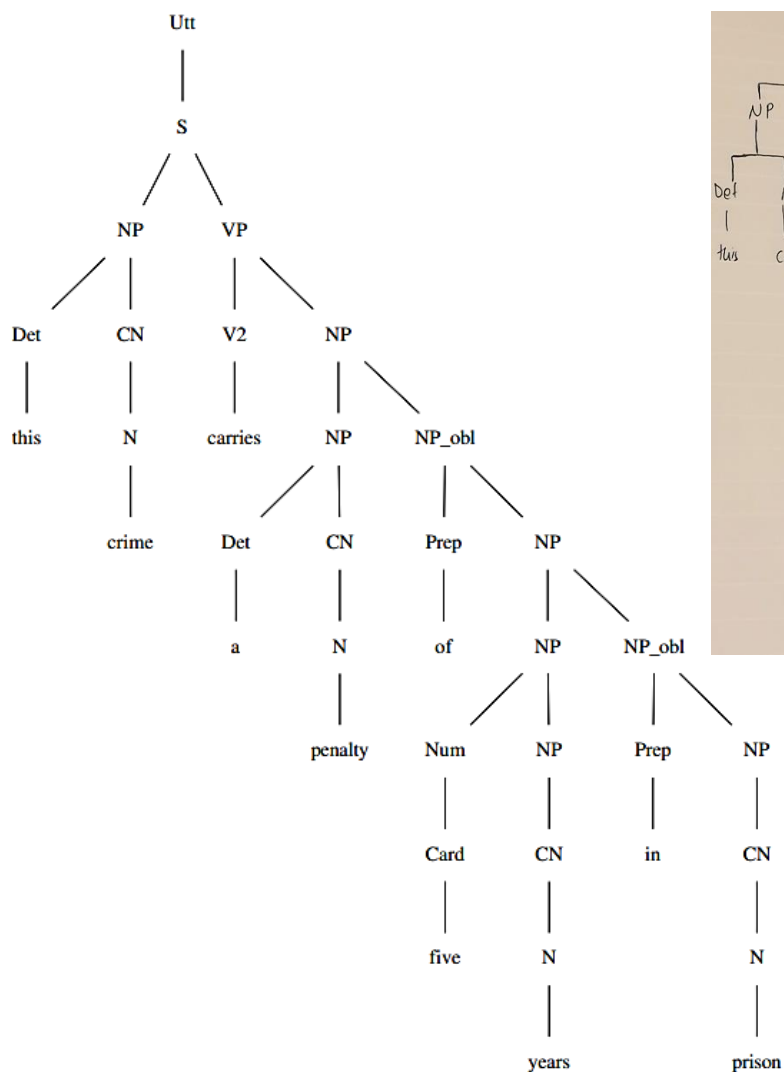 Utt
S
NP VP
NP
Det CN V2 NP
Det
this N carries NP NP_obl
this
crime Det CN Prep NP
a N of NP NP_obl
penalty Num NP Prep NP
Card CN in CN
five N N
years prison